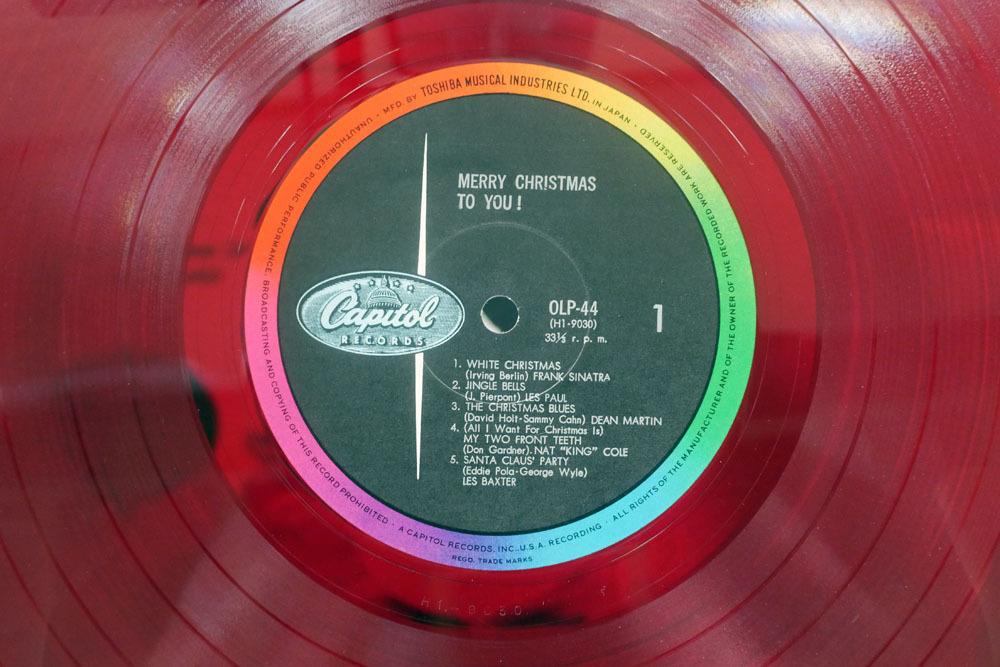 MFD. BY TOSHIBA MUSICAL INDUSTRIES LTD. IN JAPAN · ALL RIGHTS OF THE MANUFACTURER AND OF THE OWNER OF THE RECORDED WORK ARE RESERVED
UNAUTHORIZED PUBLIC PERFORMANCE, BROADCASTING AND COPYING OF THIS RECORD PROHIBITED · A CAPITOL RECORDS, INC., U.S.A. RECORDING ·
REGD. TRADE MARKS
MERRY CHRISTMAS
TO YOU!
Capitol
RECORDS
OLP-44
(H1-9030)
33⅓ r. p. m.
1
1. WHITE CHRISTMAS
(Irving Berlin) FRANK SINATRA
2. JINGLE BELLS
(J. Pierpont) LES PAUL
3. THE CHRISTMAS BLUES
(David Holt-Sammy Cahn) DEAN MARTIN
4. (All I Want For Christmas Is)
MY TWO FRONT TEETH
(Don Gardner). NAT "KING" COLE
5. SANTA CLAUS' PARTY
(Eddie Pola-George Wyle)
LES BAXTER